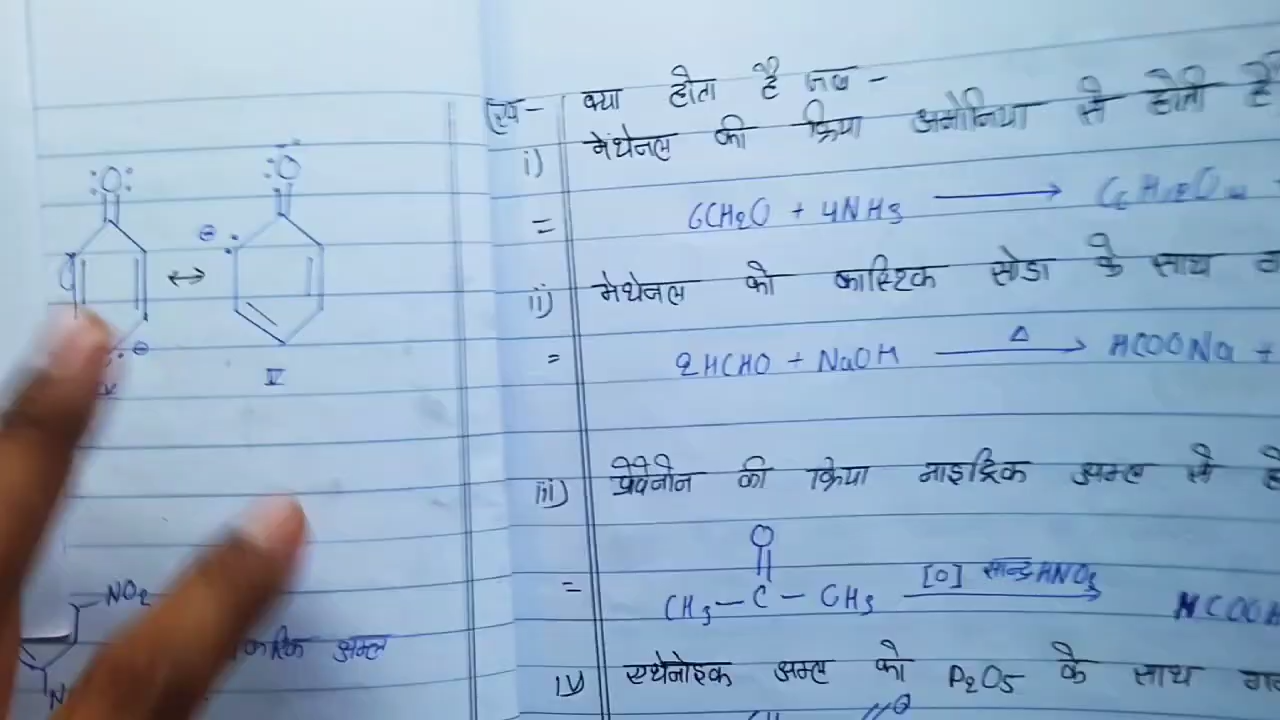 क्या होता है जब -
i) मेथेनल की क्रिया अमोनिया से होती है
= 6CH2O + 4NH3 ⟶
ii) मेथेनल को कास्टिक सोडा के साथ
= 2HCHO + NaOH ⟶ Δ HCOONa +
iii) की क्रिया नाइट्रिक अम्ल से
O
= CH3 – C – CH3 ⟶ [O] सान्द्र HNO3
iv) एथेनोइक अम्ल को P2O5 के साथ
:O: :O:
⊖ ↔
⊖
V
NO2
अम्ल